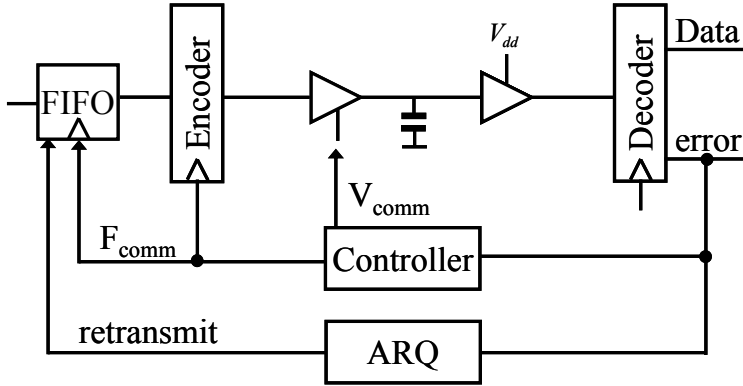 V_dd
Data
FIFO
Encoder
Decoder
error
V_comm
F_comm
Controller
retransmit
ARQ